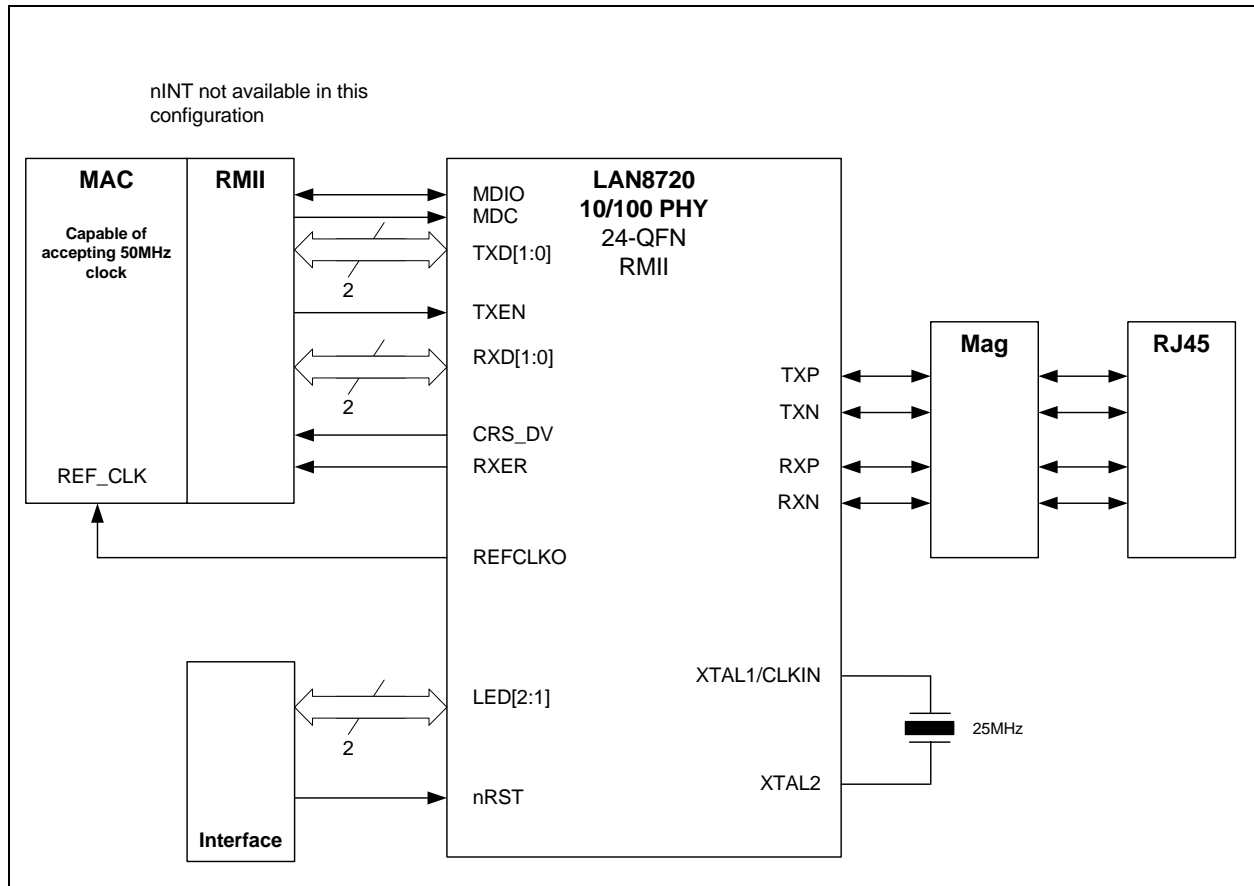 nINT not available in this
configuration
MAC
RMII
Capable of
accepting 50MHz
clock
REF_CLK
LAN8720
10/100 PHY
24-QFN
RMII
MDIO
MDC
TXD[1:0]
2
TXEN
RXD[1:0]
2
CRS_DV
RXER
REFCLKO
LED[2:1]
2
nRST
Interface
TXP
TXN
RXP
RXN
XTAL1/CLKIN
XTAL2
Mag
RJ45
25MHz